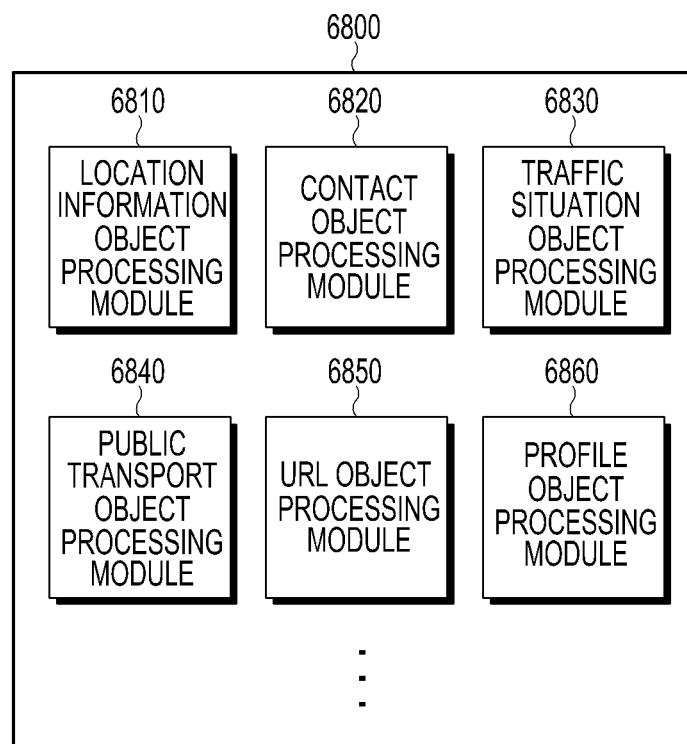 6800
6810
6820
6830
LOCATION
INFORMATION
OBJECT
PROCESSING
MODULE
CONTACT
OBJECT
PROCESSING
MODULE
TRAFFIC
SITUATION
OBJECT
PROCESSING
MODULE
6840
6850
6860
PUBLIC
TRANSPORT
OBJECT
PROCESSING
MODULE
URL OBJECT
PROCESSING
MODULE
PROFILE
OBJECT
PROCESSING
MODULE